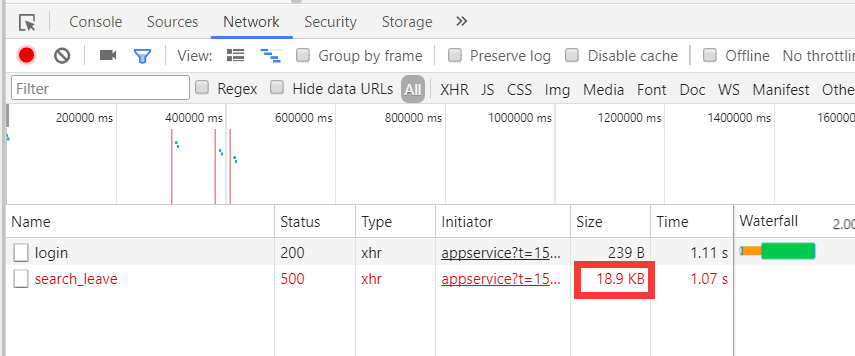 Console Sources Network Security Storage »
View: Group by frame Preserve log Disable cache Offline No throttlin
Filter Regex Hide data URLs All XHR JS CSS Img Media Font Doc WS Manifest Othe
200000 ms 400000 ms 600000 ms 800000 ms 1000000 ms 1200000 ms 1400000 ms 160000
Name Status Type Initiator Size Time Waterfall 2.00
login 200 xhr appservice?t=15... 239 B 1.11 s
search_leave 500 xhr appservice?t=15... 18.9 KB 1.07 s